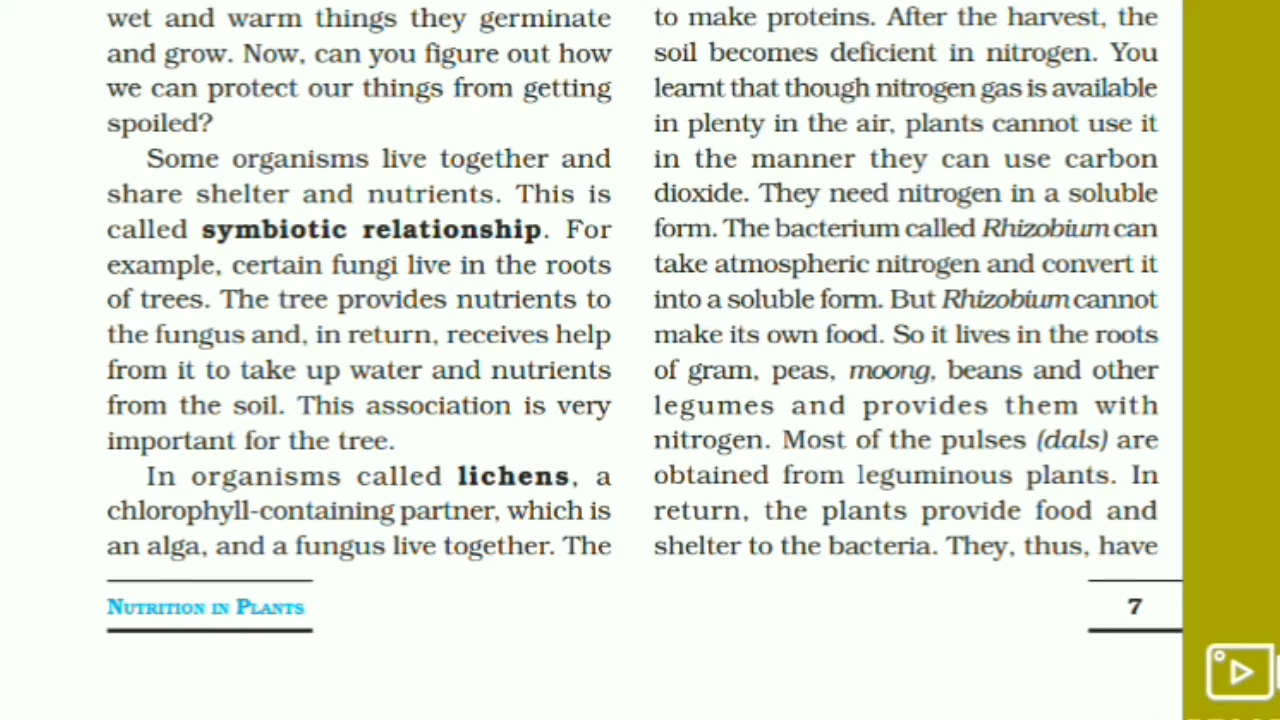 wet and warm things they germinate
and grow. Now, can you figure out how
we can protect our things from getting
spoiled?
Some organisms live together and
share shelter and nutrients. This is
called symbiotic relationship. For
example, certain fungi live in the roots
of trees. The tree provides nutrients to
the fungus and, in return, receives help
from it to take up water and nutrients
from the soil. This association is very
important for the tree.
In organisms called lichens, a
chlorophyll-containing partner, which is
an alga, and a fungus live together. The
to make proteins. After the harvest, the
soil becomes deficient in nitrogen. You
learnt that though nitrogen gas is available
in plenty in the air, plants cannot use it
in the manner they can use carbon
dioxide. They need nitrogen in a soluble
form. The bacterium called Rhizobium can
take atmospheric nitrogen and convert it
into a soluble form. But Rhizobium cannot
make its own food. So it lives in the roots
of gram, peas, moong, beans and other
legumes and provides them with
nitrogen. Most of the pulses (dals) are
obtained from leguminous plants. In
return, the plants provide food and
shelter to the bacteria. They, thus, have
NUTRITION IN PLANTS
7